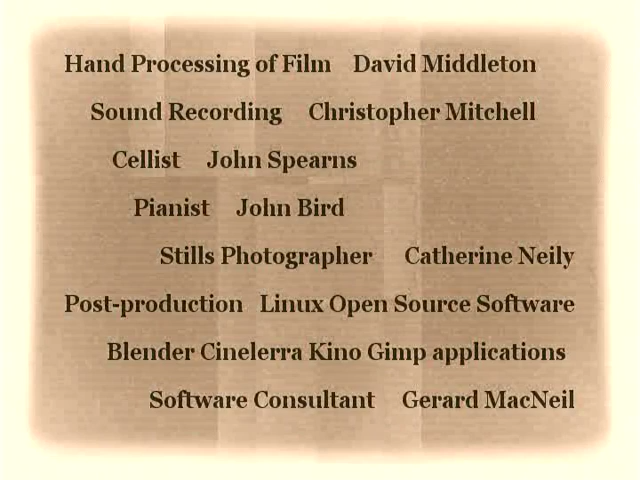 Hand Processing of Film David Middleton
Sound Recording Christopher Mitchell
Cellist John Spearns
Pianist John Bird
Stills Photographer Catherine Neily
Post-production Linux Open Source Software
Blender Cinelerra Kino Gimp applications
Software Consultant Gerard MacNeil